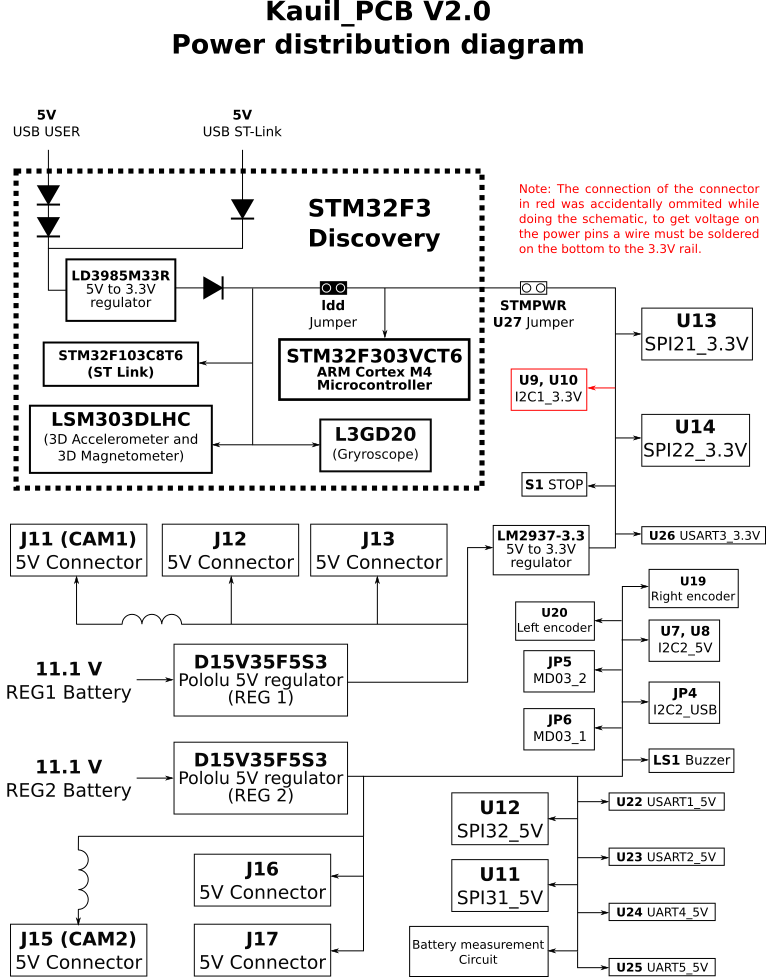 Kauil_PCB V2.0
Power distribution diagram
5V
USB USER
5V
USB ST-Link
STM32F3
Discovery
Note: The connection of the connector
in red was accidentally ommited while
doing the schematic, to get voltage on
the power pins a wire must be soldered
on the bottom to the 3.3V rail.
LD3985M33R
5V to 3.3V
regulator
Idd
Jumper
STMPWR
U27 Jumper
U13
SPI21_3.3V
STM32F103C8T6
(ST Link)
STM32F303VCT6
ARM Cortex M4
Microcontroller
U9, U10
I2C1_3.3V
LSM303DLHC
(3D Accelerometer and
3D Magnetometer)
L3GD20
(Gryroscope)
U14
SPI22_3.3V
S1 STOP
J11 (CAM1)
5V Connector
J12
5V Connector
J13
5V Connector
LM2937-3.3
5V to 3.3V
regulator
U26 USART3_3.3V
U19
Right encoder
U20
Left encoder
U7, U8
I2C2_5V
11.1 V
REG1 Battery
D15V35F5S3
Pololu 5V regulator
(REG 1)
JP5
MD03_2
JP4
I2C2_USB
JP6
MD03_1
LS1 Buzzer
11.1 V
REG2 Battery
D15V35F5S3
Pololu 5V regulator
(REG 2)
U12
SPI32_5V
U22 USART1_5V
J16
5V Connector
U11
SPI31_5V
U23 USART2_5V
U24 UART4_5V
J15 (CAM2)
5V Connector
J17
5V Connector
Battery measurement
Circuit
U25 UART5_5V